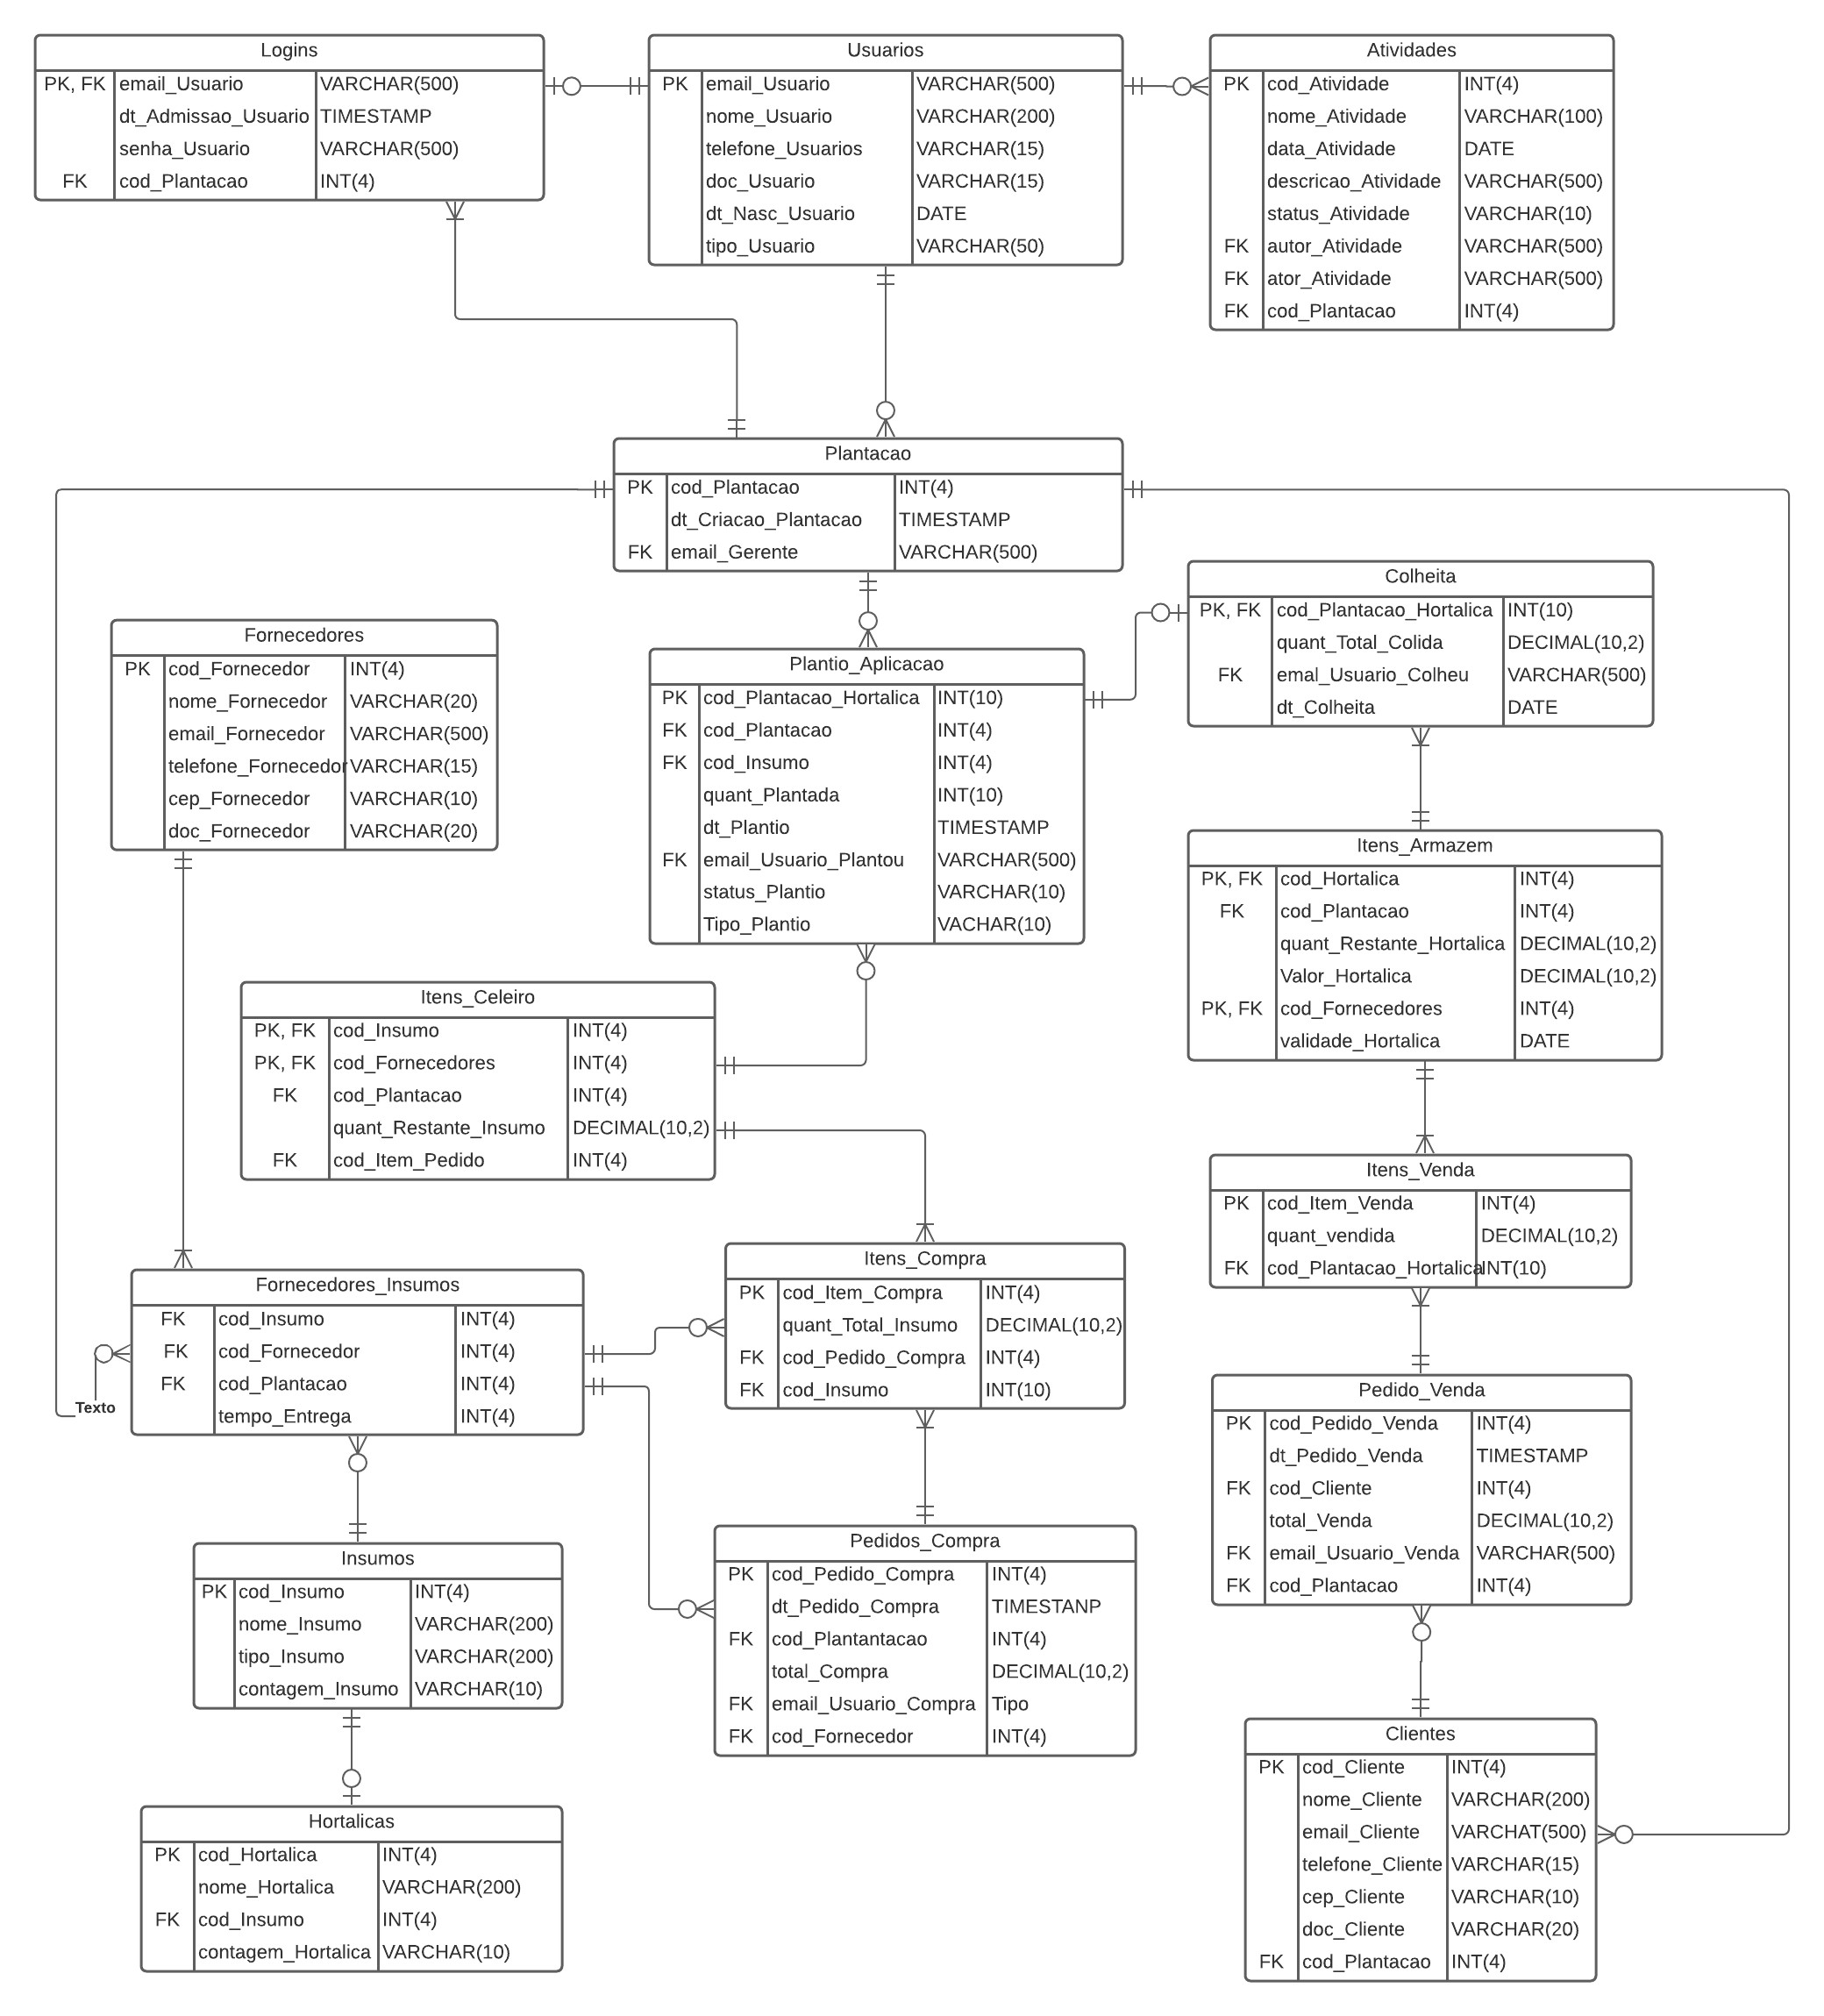 Logins
PK, FK email_Usuario VARCHAR(500)
dt_Admissao_Usuario TIMESTAMP
senha_Usuario VARCHAR(500)
FK cod_Plantacao INT(4)
Usuarios
PK email_Usuario VARCHAR(500)
nome_Usuario VARCHAR(200)
telefone_Usuarios VARCHAR(15)
doc_Usuario VARCHAR(15)
dt_Nasc_Usuario DATE
tipo_Usuario VARCHAR(50)
Atividades
PK cod_Atividade INT(4)
nome_Atividade VARCHAR(100)
data_Atividade DATE
descricao_Atividade VARCHAR(500)
status_Atividade VARCHAR(10)
FK autor_Atividade VARCHAR(500)
FK ator_Atividade VARCHAR(500)
FK cod_Plantacao INT(4)
Plantacao
PK cod_Plantacao INT(4)
dt_Criacao_Plantacao TIMESTAMP
FK email_Gerente VARCHAR(500)
Colheita
PK, FK cod_Plantacao_Hortalica INT(10)
quant_Total_Colida DECIMAL(10,2)
FK emal_Usuario_Colheu VARCHAR(500)
dt_Colheita DATE
Fornecedores
PK cod_Fornecedor INT(4)
nome_Fornecedor VARCHAR(20)
email_Fornecedor VARCHAR(500)
telefone_Fornecedor VARCHAR(15)
cep_Fornecedor VARCHAR(10)
doc_Fornecedor VARCHAR(20)
Plantio_Aplicacao
PK cod_Plantacao_Hortalica INT(10)
FK cod_Plantacao INT(4)
FK cod_Insumo INT(4)
quant_Plantada INT(10)
dt_Plantio TIMESTAMP
FK email_Usuario_Plantou VARCHAR(500)
status_Plantio VARCHAR(10)
Tipo_Plantio VACHAR(10)
Itens_Armazem
PK, FK cod_Hortalica INT(4)
FK cod_Plantacao INT(4)
quant_Restante_Hortalica DECIMAL(10,2)
Valor_Hortalica DECIMAL(10,2)
PK, FK cod_Fornecedores INT(4)
validade_Hortalica DATE
Itens_Celeiro
PK, FK cod_Insumo INT(4)
PK, FK cod_Fornecedores INT(4)
FK cod_Plantacao INT(4)
quant_Restante_Insumo DECIMAL(10,2)
FK cod_Item_Pedido INT(4)
Itens_Venda
PK cod_Item_Venda INT(4)
quant_vendida DECIMAL(10,2)
FK cod_Plantacao_Hortalica INT(10)
Fornecedores_Insumos
FK cod_Insumo INT(4)
FK cod_Fornecedor INT(4)
FK cod_Plantacao INT(4)
tempo_Entrega INT(4)
Texto
Itens_Compra
PK cod_Item_Compra INT(4)
quant_Total_Insumo DECIMAL(10,2)
FK cod_Pedido_Compra INT(4)
FK cod_Insumo INT(10)
Pedido_Venda
PK cod_Pedido_Venda INT(4)
dt_Pedido_Venda TIMESTAMP
FK cod_Cliente INT(4)
total_Venda DECIMAL(10,2)
FK email_Usuario_Venda VARCHAR(500)
FK cod_Plantacao INT(4)
Insumos
PK cod_Insumo INT(4)
nome_Insumo VARCHAR(200)
tipo_Insumo VARCHAR(200)
contagem_Insumo VARCHAR(10)
Pedidos_Compra
PK cod_Pedido_Compra INT(4)
dt_Pedido_Compra TIMESTANP
FK cod_Plantantacao INT(4)
total_Compra DECIMAL(10,2)
FK email_Usuario_Compra Tipo
FK cod_Fornecedor INT(4)
Clientes
PK cod_Cliente INT(4)
nome_Cliente VARCHAR(200)
email_Cliente VARCHAT(500)
telefone_Cliente VARCHAR(15)
cep_Cliente VARCHAR(10)
doc_Cliente VARCHAR(20)
FK cod_Plantacao INT(4)
Hortalicas
PK cod_Hortalica INT(4)
nome_Hortalica VARCHAR(200)
FK cod_Insumo INT(4)
contagem_Hortalica VARCHAR(10)